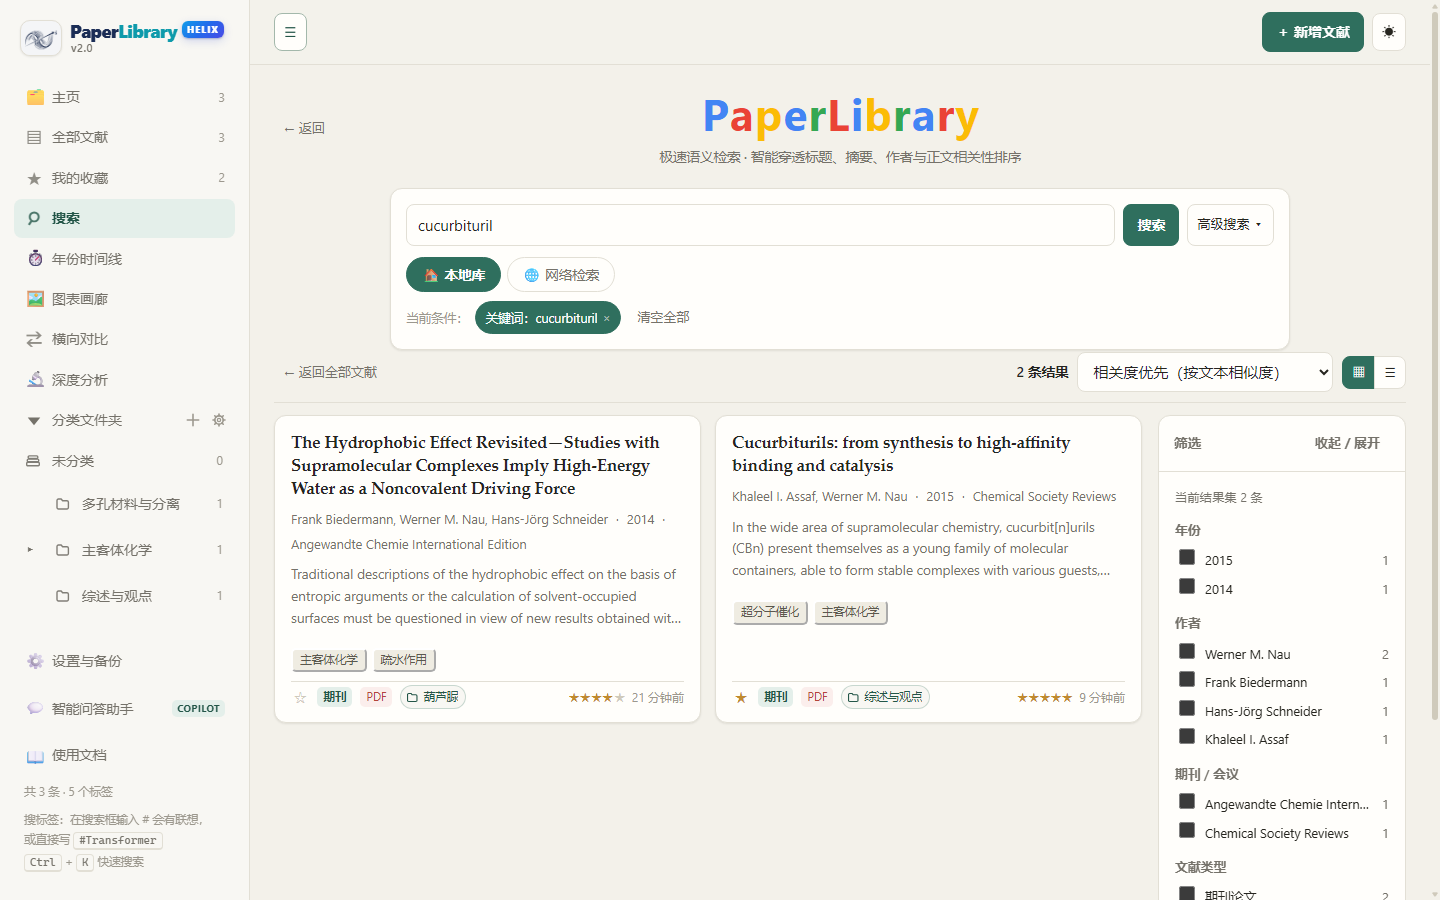 PaperLibrary HELIX
v2.0
主页 3
全部文献 3
我的收藏 2
搜索
年份时间线
图表画廊
横向对比
深度分析
分类文件夹
未分类 0
多孔材料与分离 1
主客体化学 1
综述与观点 1
设置与备份
智能问答助手 COPILOT
使用文档
共 3 条 · 5 个标签
搜标签：在搜索框输入 # 会有联想，
或直接写 #Transformer
Ctrl + K 快速搜索
☰
+ 新增文献
← 返回
PaperLibrary
极速语义检索 · 智能穿透标题、摘要、作者与正文相关性排序
cucurbituril
搜索
高级搜索 ▾
本地库
网络检索
当前条件：
关键词：cucurbituril ×
清空全部
← 返回全部文献
2 条结果
相关度优先（按文本相似度）
The Hydrophobic Effect Revisited—Studies with
Supramolecular Complexes Imply High-Energy
Water as a Noncovalent Driving Force
Frank Biedermann, Werner M. Nau, Hans-Jörg Schneider · 2014 ·
Angewandte Chemie International Edition
Traditional descriptions of the hydrophobic effect on the basis of
entropic arguments or the calculation of solvent-occupied
surfaces must be questioned in view of new results obtained wit...
主客体化学 疏水作用
☆ 期刊 PDF 葫芦脲 ★★★★★ 21 分钟前
Cucurbiturils: from synthesis to high-affinity
binding and catalysis
Khaleel I. Assaf, Werner M. Nau · 2015 · Chemical Society Reviews
In the wide area of supramolecular chemistry, cucurbit[n]urils
(CBn) present themselves as a young family of molecular
containers, able to form stable complexes with various guests,...
超分子催化 主客体化学
★ 期刊 PDF 综述与观点 ★★★★★ 9 分钟前
筛选 收起 / 展开
当前结果集 2 条
年份
2015 1
2014 1
作者
Werner M. Nau 2
Frank Biedermann 1
Hans-Jörg Schneider 1
Khaleel I. Assaf 1
期刊 / 会议
Angewandte Chemie Intern... 1
Chemical Society Reviews 1
文献类型
期刊论文 2